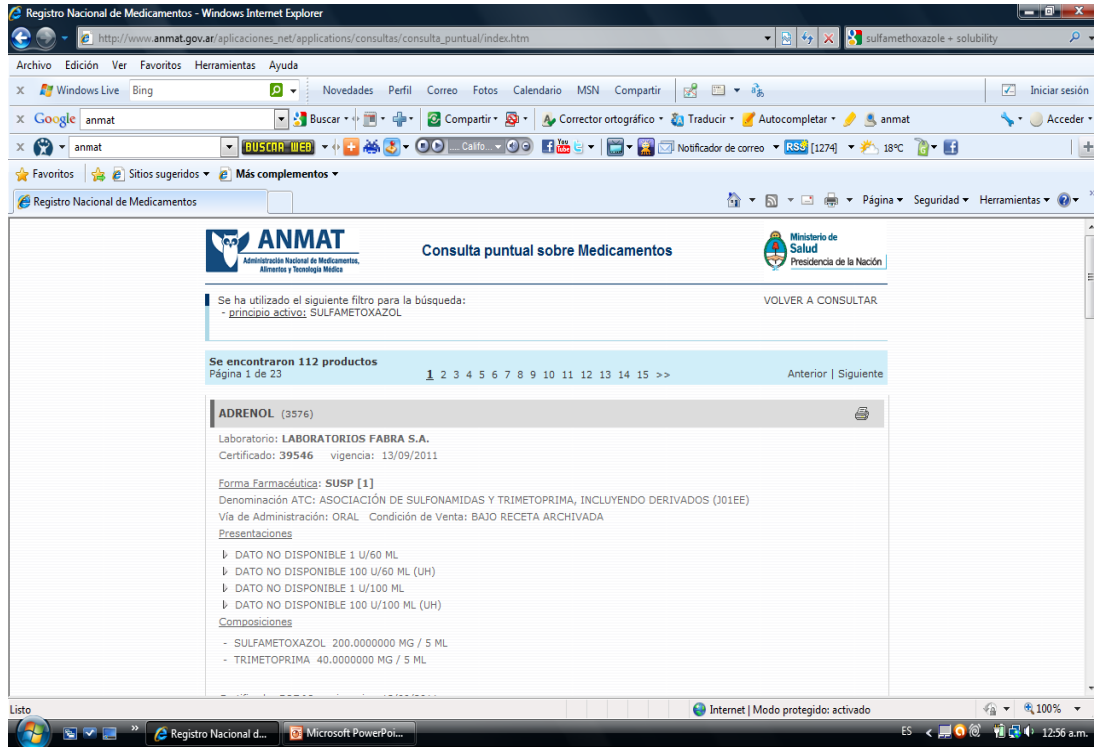 Registro Nacional de Medicamentos - Windows Internet Explorer
http://www.anmat.gov.ar/aplicaciones_net/applications/consultas/consulta_puntual/index.htm
sulfamethoxazole + solubility
Archivo Edición Ver Favoritos Herramientas Ayuda
x Windows Live Bing Novedades Perfil Correo Fotos Calendario MSN Compartir Iniciar sesión
x Google anmat Buscar Compartir Corrector ortográfico Traducir Autocompletar anmat Acceder
x anmat BUSCAR WEB .... Califo... You Tube Notificador de correo RSS [1274] 18ºC
Favoritos Sitios sugeridos Más complementos
Registro Nacional de Medicamentos Página Seguridad Herramientas
ANMAT
Administración Nacional de Medicamentos,
Alimentos y Tecnología Médica
Consulta puntual sobre Medicamentos
Ministerio de
Salud
Presidencia de la Nación
Se ha utilizado el siguiente filtro para la búsqueda: VOLVER A CONSULTAR
- principio activo: SULFAMETOXAZOL
Se encontraron 112 productos
Página 1 de 23 1 2 3 4 5 6 7 8 9 10 11 12 13 14 15 >> Anterior | Siguiente
ADRENOL (3576)
Laboratorio: LABORATORIOS FABRA S.A.
Certificado: 39546 vigencia: 13/09/2011
Forma Farmacéutica: SUSP [1]
Denominación ATC: ASOCIACIÓN DE SULFONAMIDAS Y TRIMETOPRIMA, INCLUYENDO DERIVADOS (J01EE)
Vía de Administración: ORAL Condición de Venta: BAJO RECETA ARCHIVADA
Presentaciones
DATO NO DISPONIBLE 1 U/60 ML
DATO NO DISPONIBLE 100 U/60 ML (UH)
DATO NO DISPONIBLE 1 U/100 ML
DATO NO DISPONIBLE 100 U/100 ML (UH)
Composiciones
- SULFAMETOXAZOL 200.0000000 MG / 5 ML
- TRIMETOPRIMA 40.0000000 MG / 5 ML
Listo Internet | Modo protegido: activado 100%
Registro Nacional d... Microsoft PowerPoi... ES 12:56 a.m.